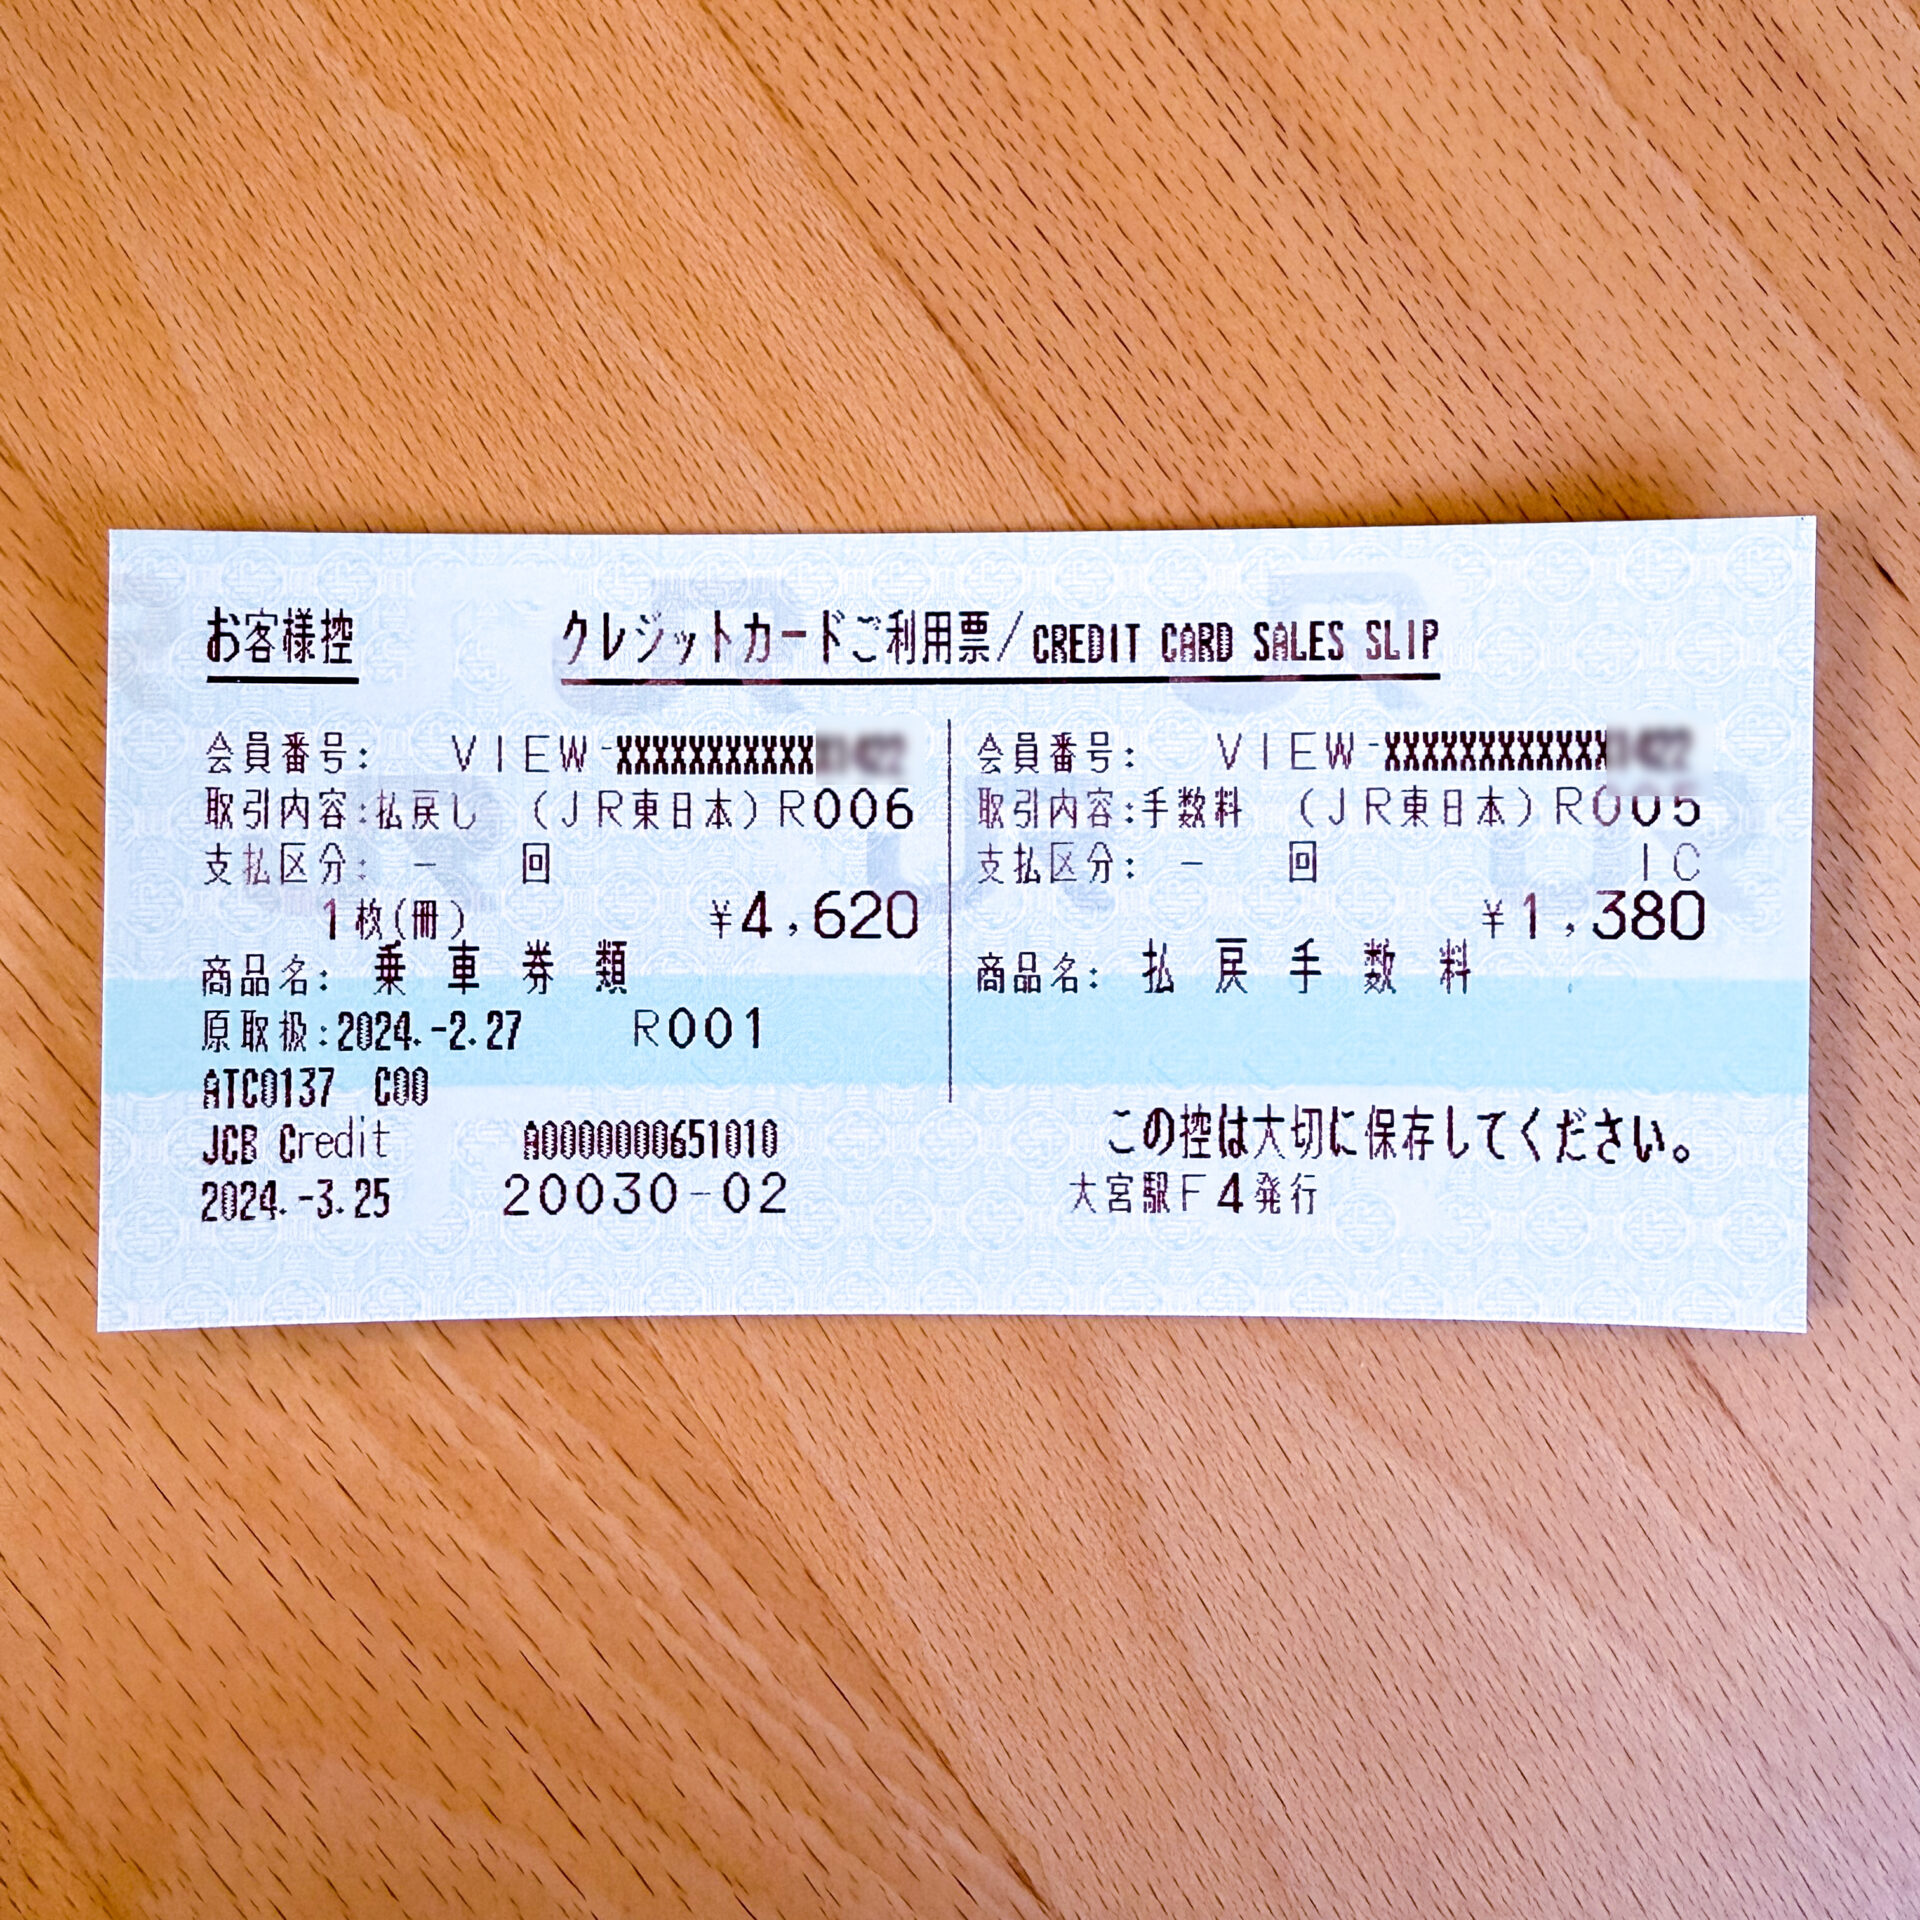 お客様控
クレジットカードご利用票/CREDIT CARD SALES SLIP
会員番号: VIEW-XXXXXXXXXXX
取引内容:払戻し (JR東日本)R006
支払区分: 一 回
1枚(冊) ¥4,620
商品名: 乗車券類
原取扱:2024.-2.27 R001
ATC0137 C00
JCB Credit A0000000651010
2024.-3.25 20030-02
会員番号: VIEW-XXXXXXXXXXXX
取引内容:手数料 (JR東日本)R005
支払区分: 一 回 IC
¥1,380
商品名: 払戻手数料
この控は大切に保存してください。
大宮駅F4発行